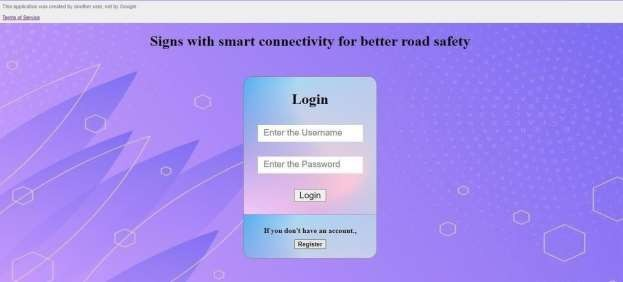 This application was created by another user, not by Google.
Terms of Service
Signs with smart connectivity for better road safety
Login
Enter the Username
Enter the Password
Login
If you don't have an account.,
Register